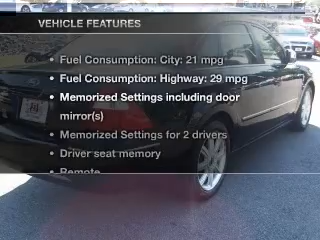 VEHICLE FEATURES
Fuel Consumption: City: 21 mpg
Fuel Consumption: Highway: 29 mpg
Memorized Settings including door
mirror(s)
Memorized Settings for 2 drivers
Driver seat memory
Remote